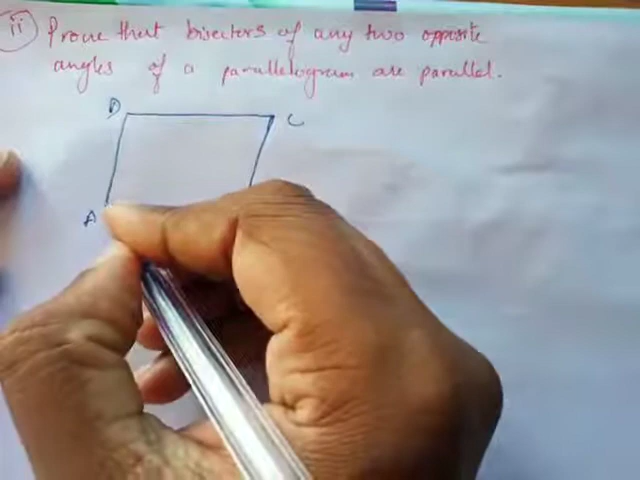 ii) Prove that bisectors of any two opposite
angles of a parallelogram are parallel.
D
C
A